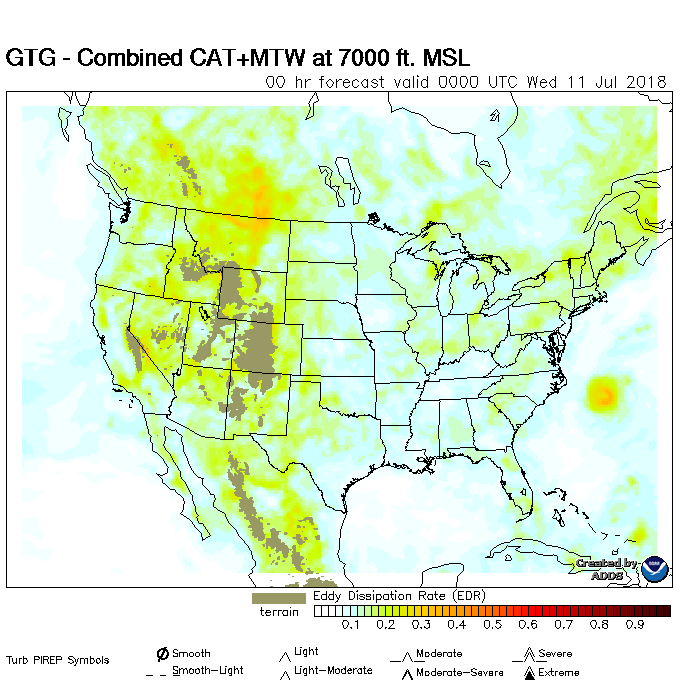 GTG - Combined CAT+MTW at 7000 ft. MSL
00 hr forecast valid 0000 UTC Wed 11 Jul 2018
Created by
ADDS
Eddy Dissipation Rate (EDR)
terrain
0.1 0.2 0.3 0.4 0.5 0.6 0.7 0.8 0.9
Turb PIREP Symbols
Smooth Light Moderate Severe
Smooth-Light Light-Moderate Moderate-Severe Extreme